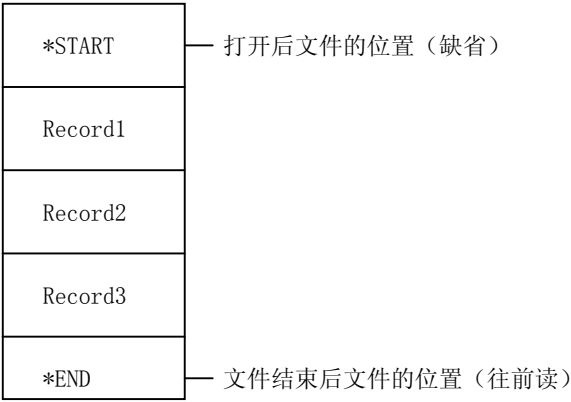 *START 打开后文件的位置（缺省）
Record1
Record2
Record3
*END 文件结束后文件的位置（往前读）